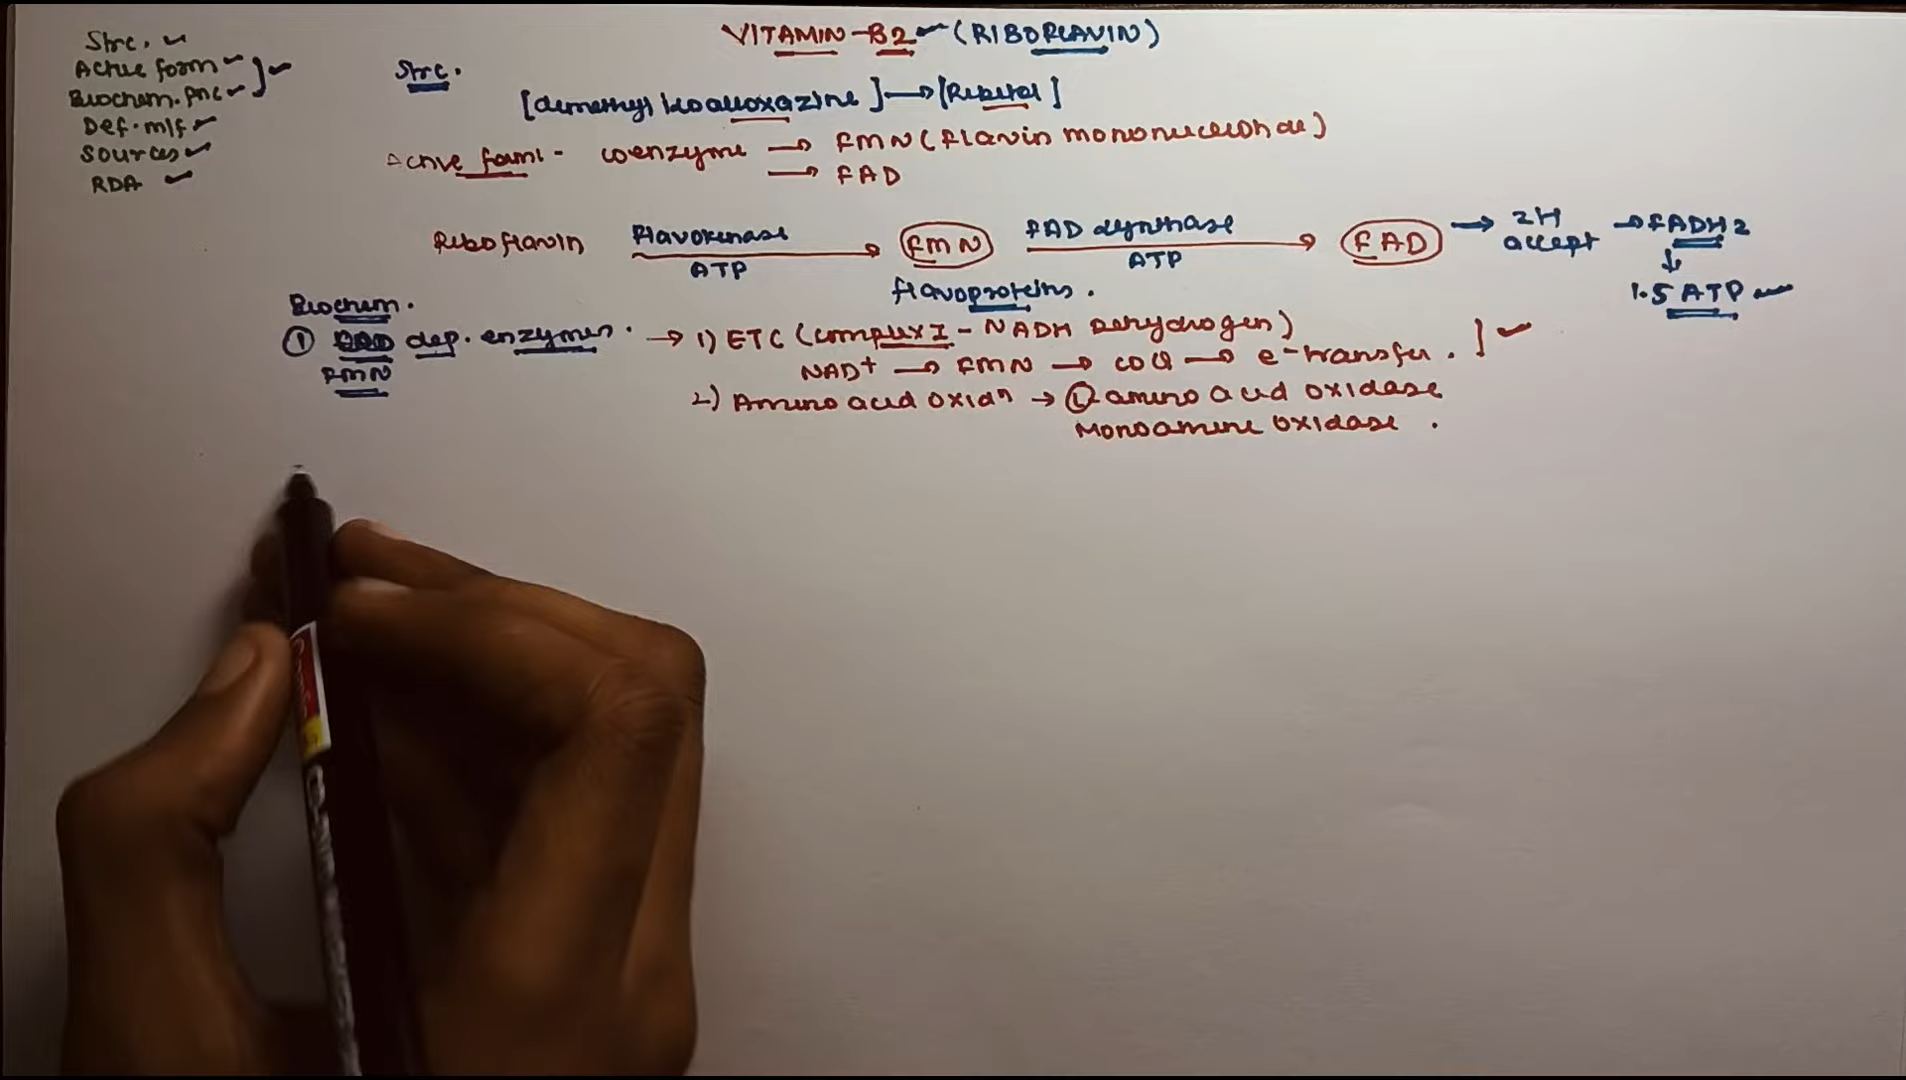 VITAMIN-B2 (RIBOFLAVIN)
Strc.
Active form
Biochem. fnc
Def. mlf
Sources
RDA
Strc.
[dimethyl isoalloxazine] → [Ribitol]
Active form:- coenzyme → FMN (Flavin mononucleotide)
→ FAD
Riboflavin Flavokinase ATP → FMN FAD synthase ATP → FAD → 2H accept → FADH2
↓
flavoproteins.
1.5 ATP
Biochem.
① dep. enzymes. → 1) ETC (complex I - NADH Dehydrogen)
FMN
NAD+ → FMN → COQ → e- transfer.
2) Amino acid oxidn → L amino acid oxidase
Monoamine oxidase.